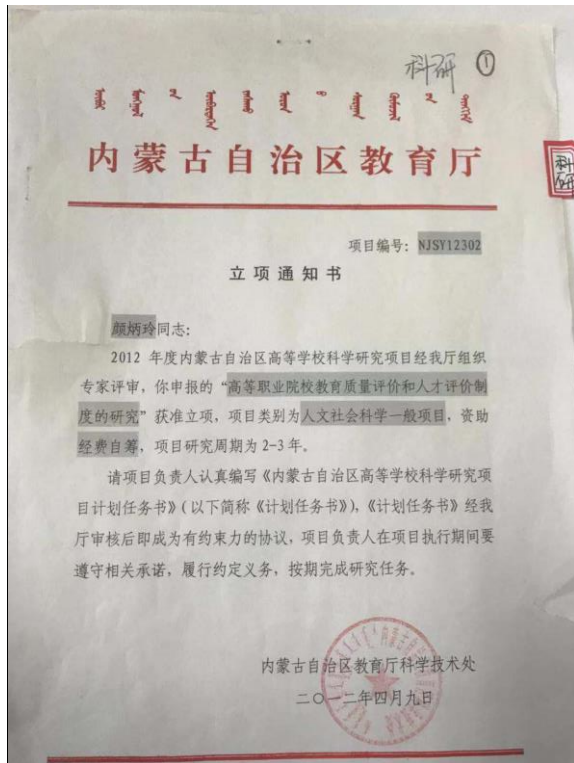 科研 ①
内蒙古自治区教育厅
科研
项目编号：NJSY12302
立项通知书
颜炳玲同志：
2012 年度内蒙古自治区高等学校科学研究项目经我厅组织
专家评审，你申报的“高等职业院校教育质量评价和人才评价制
度的研究”获准立项，项目类别为人文社会科学一般项目，资助
经费自筹，项目研究周期为 2-3 年。
请项目负责人认真编写《内蒙古自治区高等学校科学研究项
目计划任务书》（以下简称《计划任务书》），《计划任务书》经我
厅审核后即成为有约束力的协议，项目负责人在项目执行期间要
遵守相关承诺，履行约定义务，按期完成研究任务。
内蒙古自治区教育厅科学技术处
二〇一二年四月九日